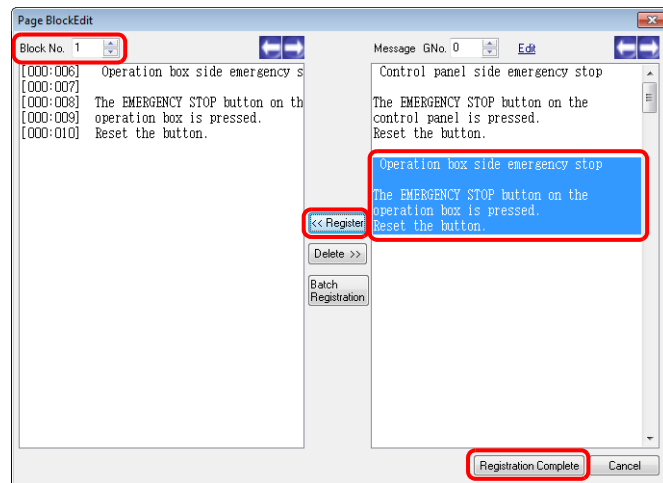 Page BlockEdit
Block No. 1
Message GNo. 0 Edit
[000:006] Operation box side emergency s
[000:007]
[000:008] The EMERGENCY STOP button on th
[000:009] operation box is pressed.
[000:010] Reset the button.
<< Register
Delete >>
Batch
Registration
Control panel side emergency stop
The EMERGENCY STOP button on the
control panel is pressed.
Reset the button.
Operation box side emergency stop
The EMERGENCY STOP button on the
operation box is pressed.
Reset the button.
Registration Complete
Cancel